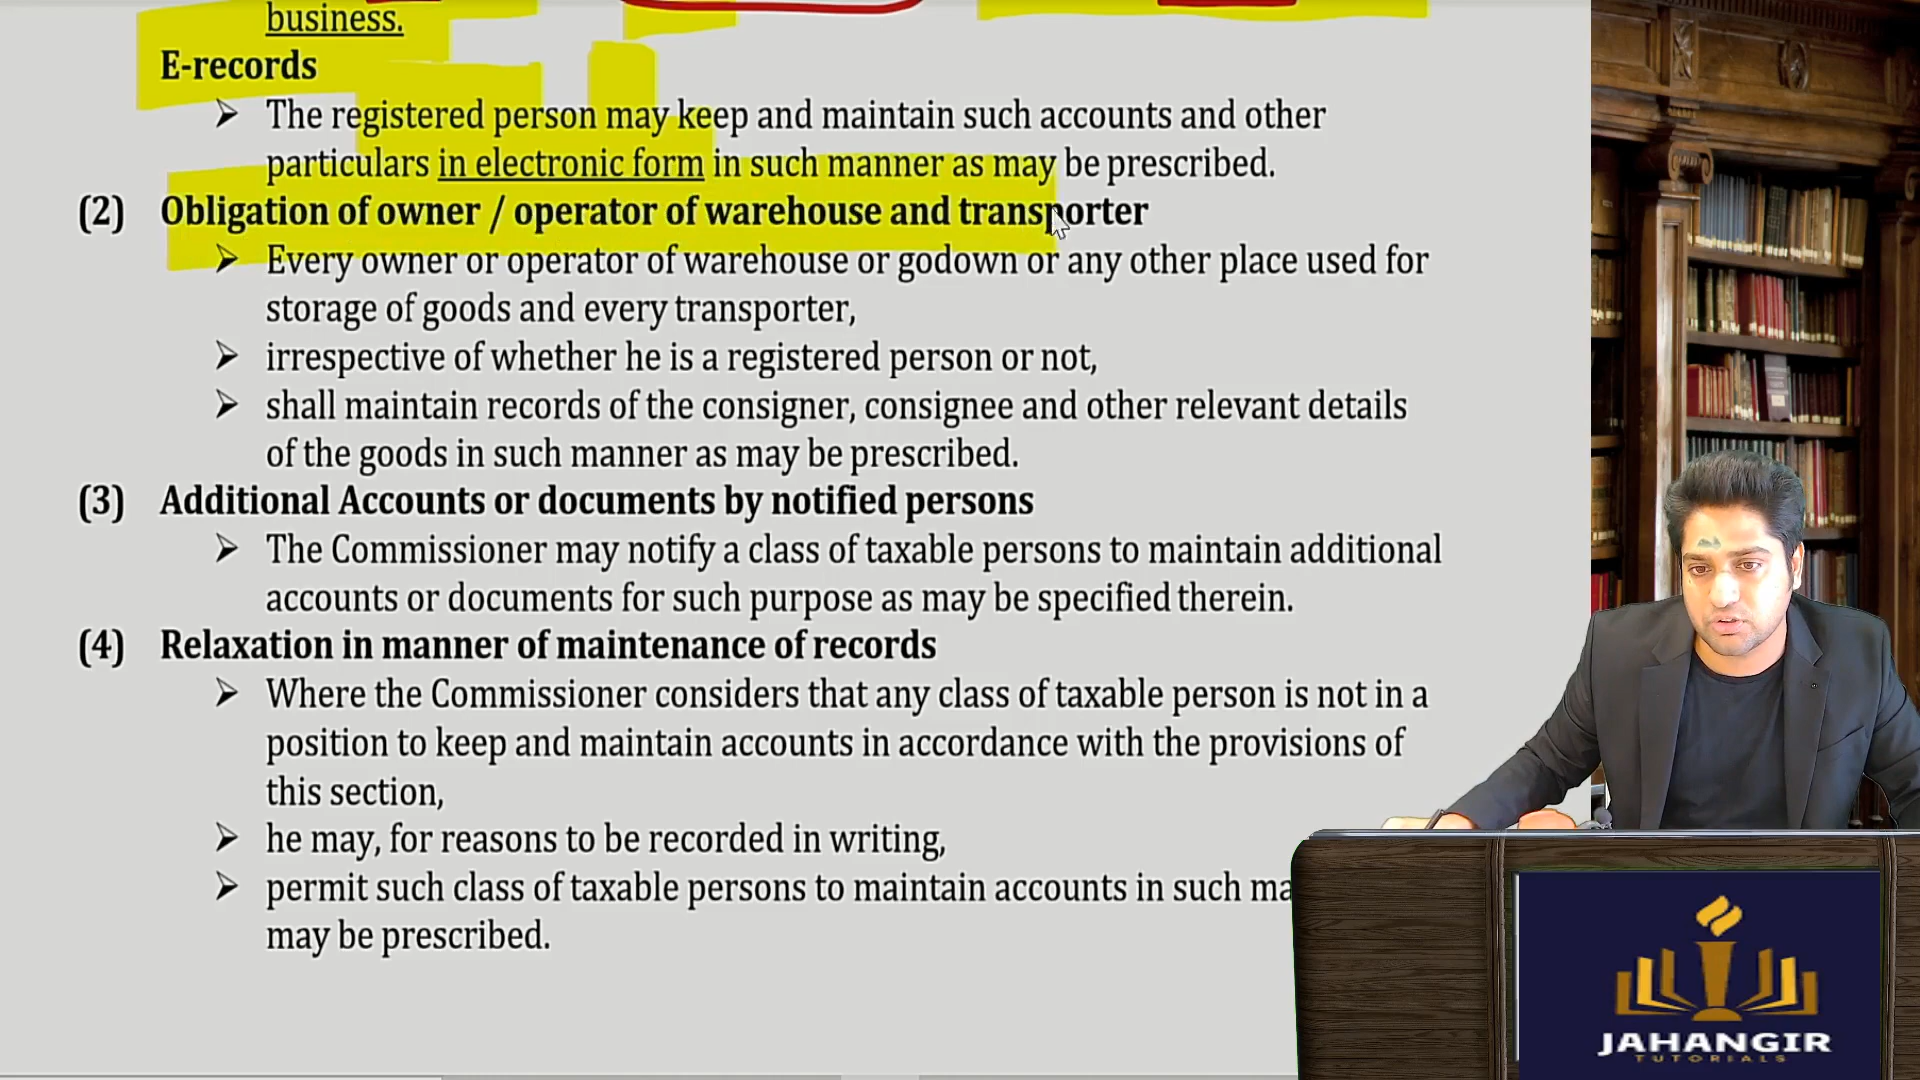 business.
E-records
➢ The registered person may keep and maintain such accounts and other
particulars in electronic form in such manner as may be prescribed.
(2) Obligation of owner / operator of warehouse and transporter
➢ Every owner or operator of warehouse or godown or any other place used for
storage of goods and every transporter,
➢ irrespective of whether he is a registered person or not,
➢ shall maintain records of the consigner, consignee and other relevant details
of the goods in such manner as may be prescribed.
(3) Additional Accounts or documents by notified persons
➢ The Commissioner may notify a class of taxable persons to maintain additional
accounts or documents for such purpose as may be specified therein.
(4) Relaxation in manner of maintenance of records
➢ Where the Commissioner considers that any class of taxable person is not in a
position to keep and maintain accounts in accordance with the provisions of
this section,
➢ he may, for reasons to be recorded in writing,
➢ permit such class of taxable persons to maintain accounts in such
may be prescribed.
JAHANGIR
TUTORIALS